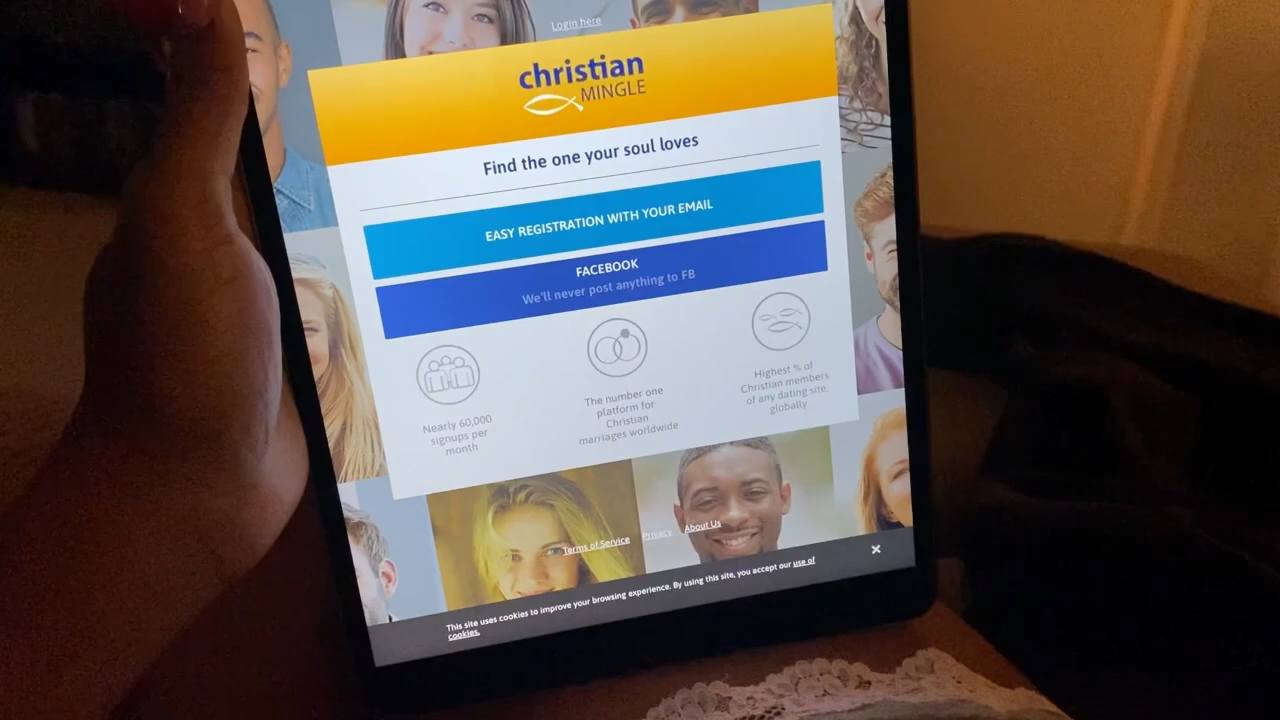 Login here
christian
MINGLE
Find the one your soul loves
EASY REGISTRATION WITH YOUR EMAIL
FACEBOOK
We'll never post anything to FB
Nearly 60,000
signups per
month
The number one
platform for
Christian
marriages worldwide
Highest % of
Christian members
of any dating site,
globally
Terms of Service Privacy About Us
This site uses cookies to improve your browsing experience. By using this site, you accept our use of
cookies.